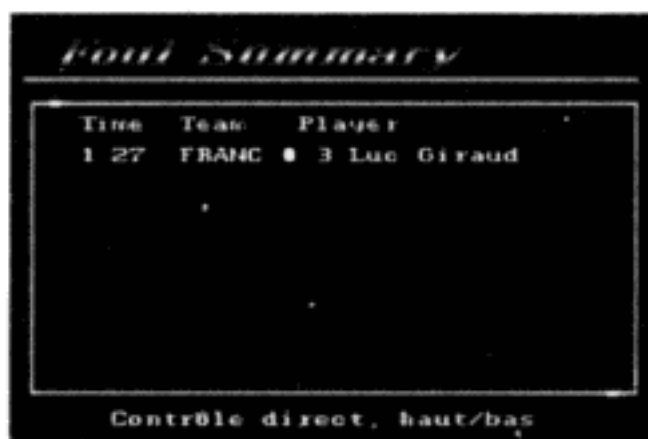 Foul Summary
Time Team Player
1 27 FRANC 3 Luc Giraud
Contrôle direct, haut/bas